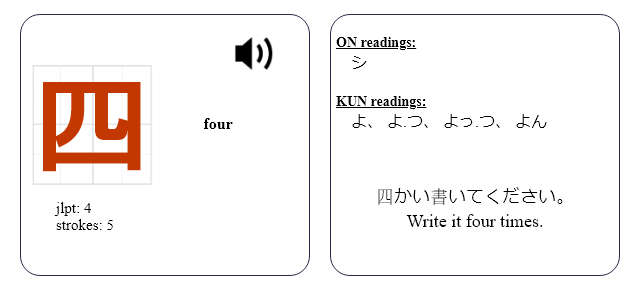 四
four
jlpt: 4
strokes: 5
ON readings:
シ
KUN readings:
よ、 よ.つ、 よっ.つ、 よん
四かい書いてください。
Write it four times.